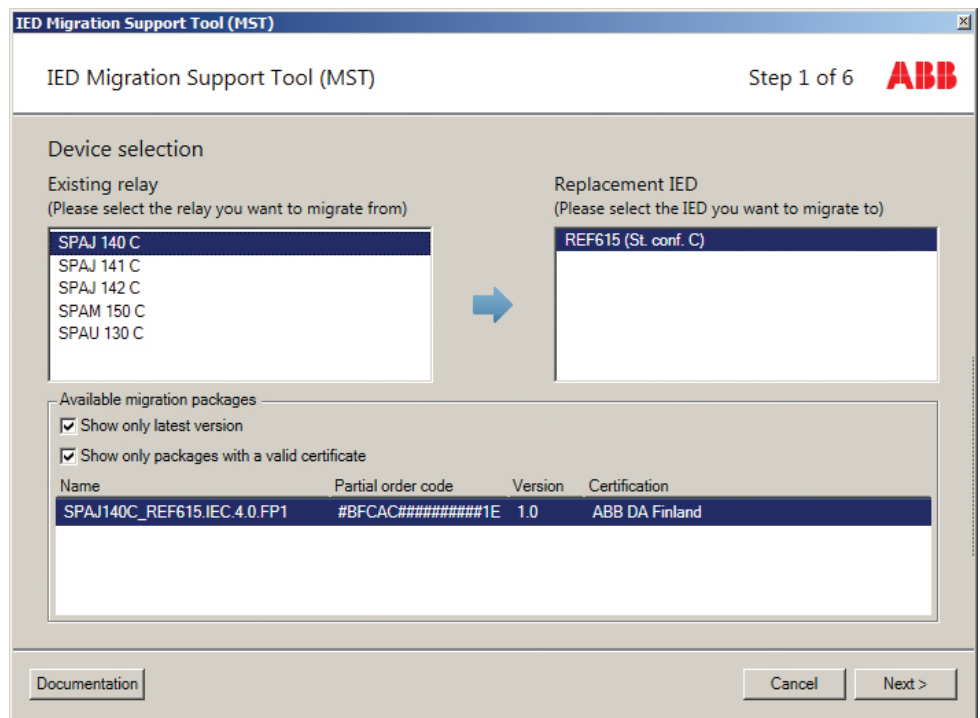 IED Migration Support Tool (MST)
IED Migration Support Tool (MST)
Step 1 of 6
ABB
Device selection
Existing relay
(Please select the relay you want to migrate from)
SPAJ 140 C
SPAJ 141 C
SPAJ 142 C
SPAM 150 C
SPAU 130 C
Replacement IED
(Please select the IED you want to migrate to)
REF615 (St. conf. C)
Available migration packages
Show only latest version
Show only packages with a valid certificate
Name Partial order code Version Certification
SPAJ140C_REF615.IEC.4.0.FP1 #BFCAC##########1E 1.0 ABB DA Finland
Documentation
Cancel
Next >